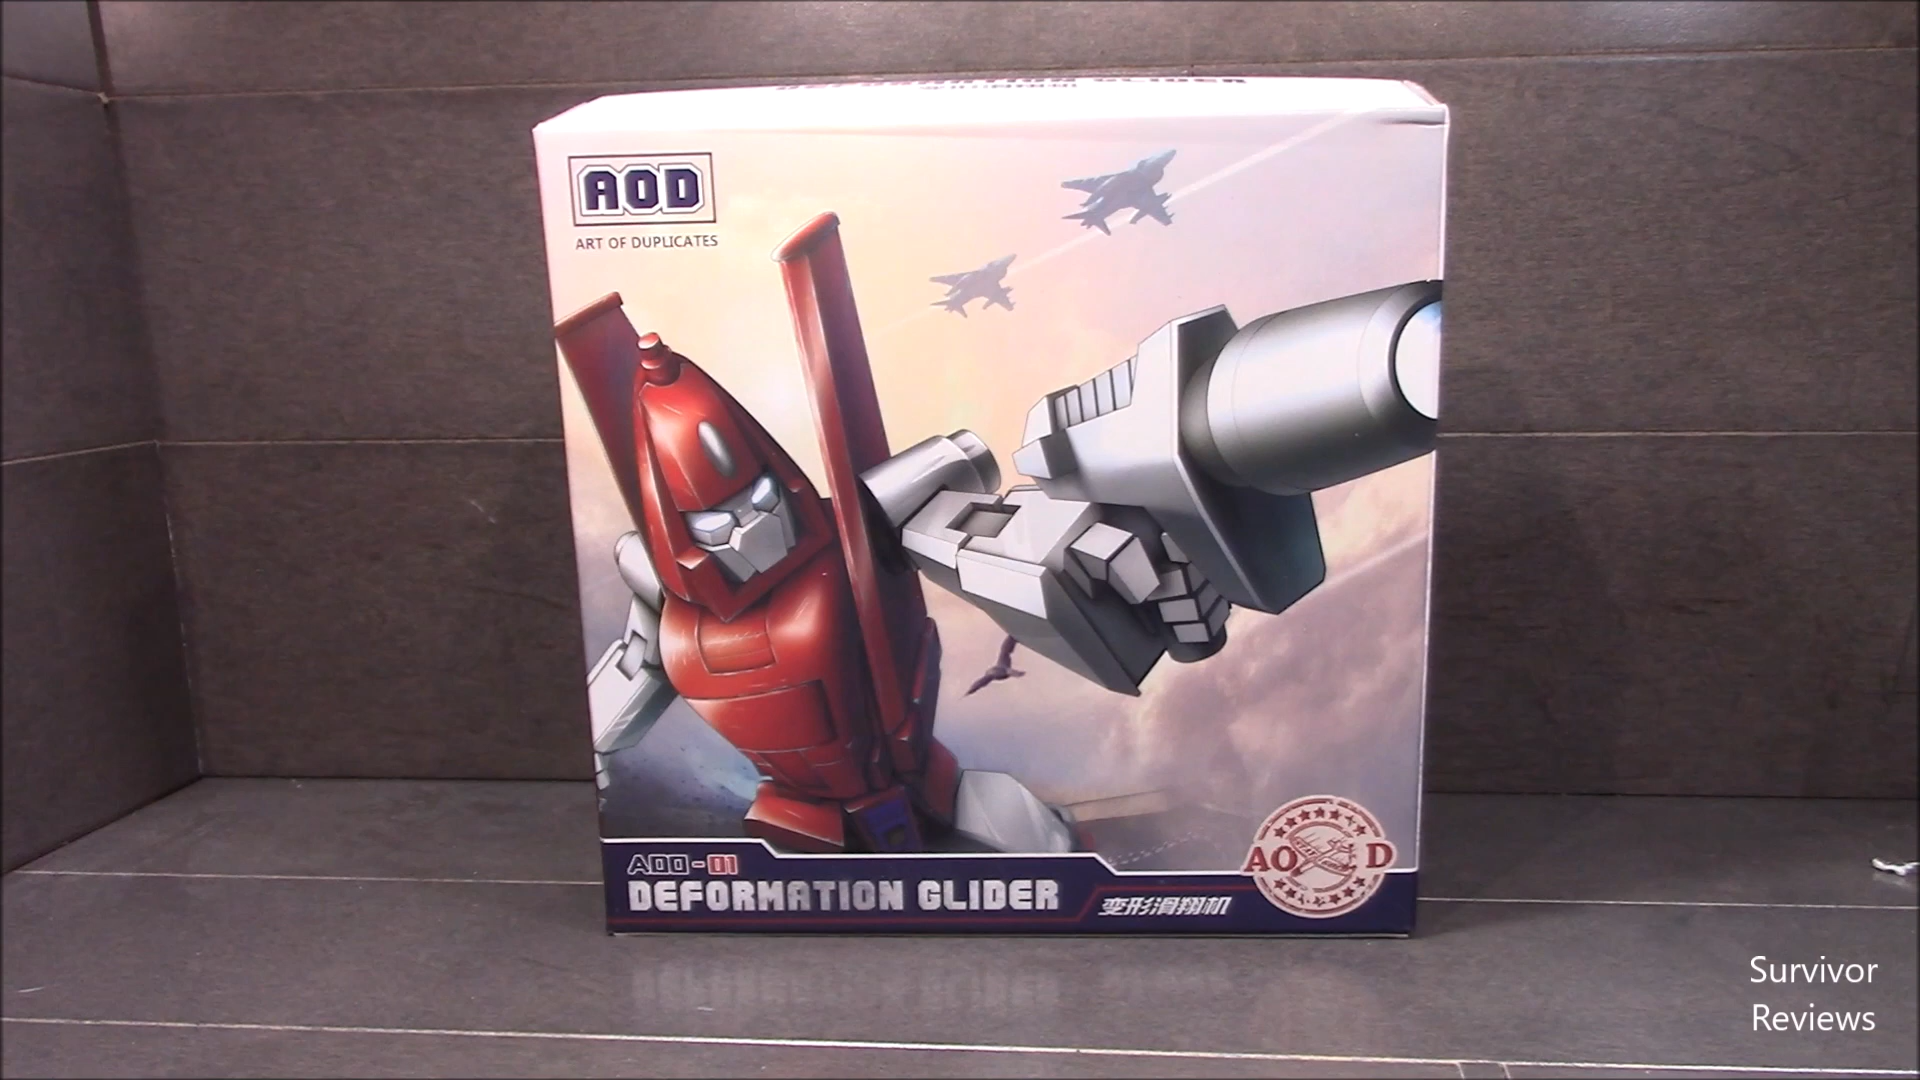 AOD
ART OF DUPLICATES
AOD-01
DEFORMATION GLIDER
变形滑翔机
AO D
Survivor
Reviews